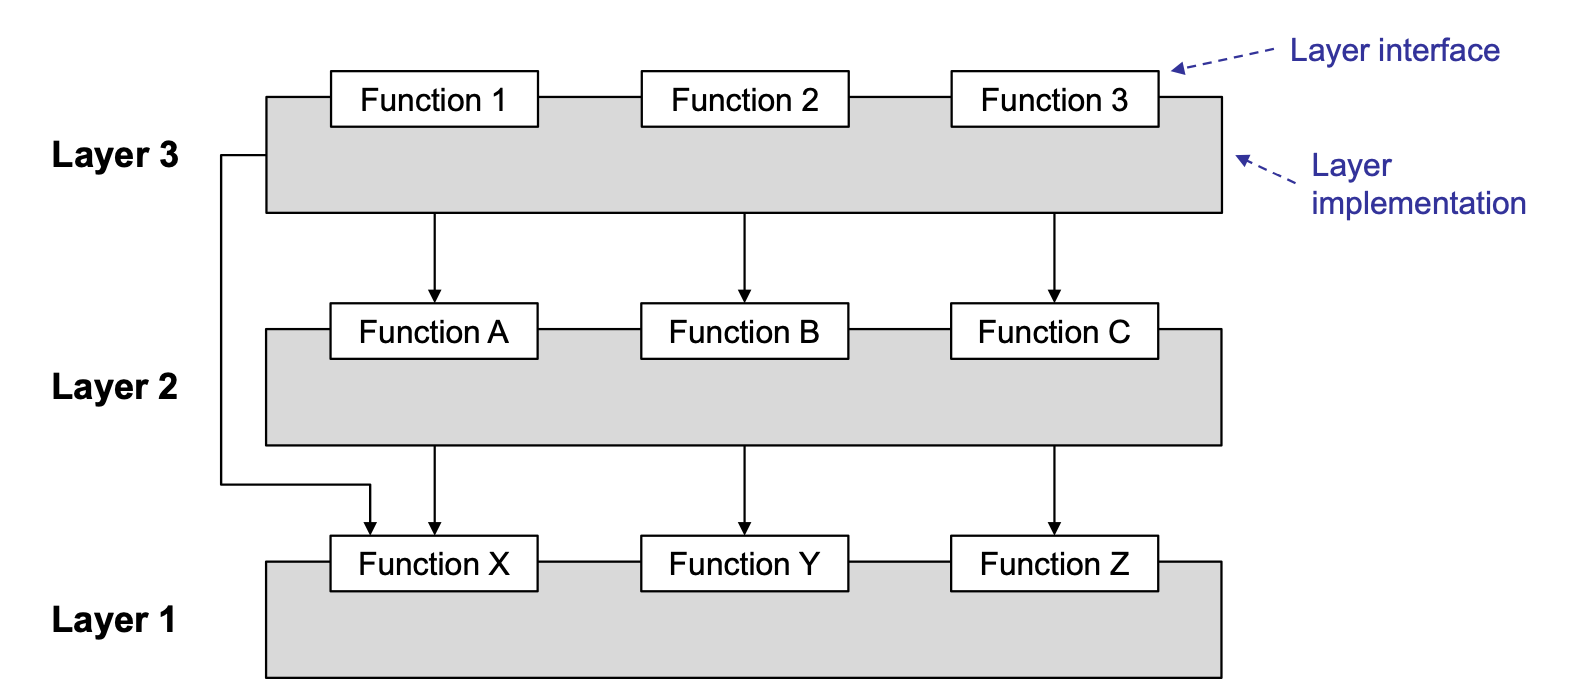 Layer interface
Function 1
Function 2
Function 3
Layer 3
Layer
implementation
Function A
Function B
Function C
Layer 2
Function X
Function Y
Function Z
Layer 1